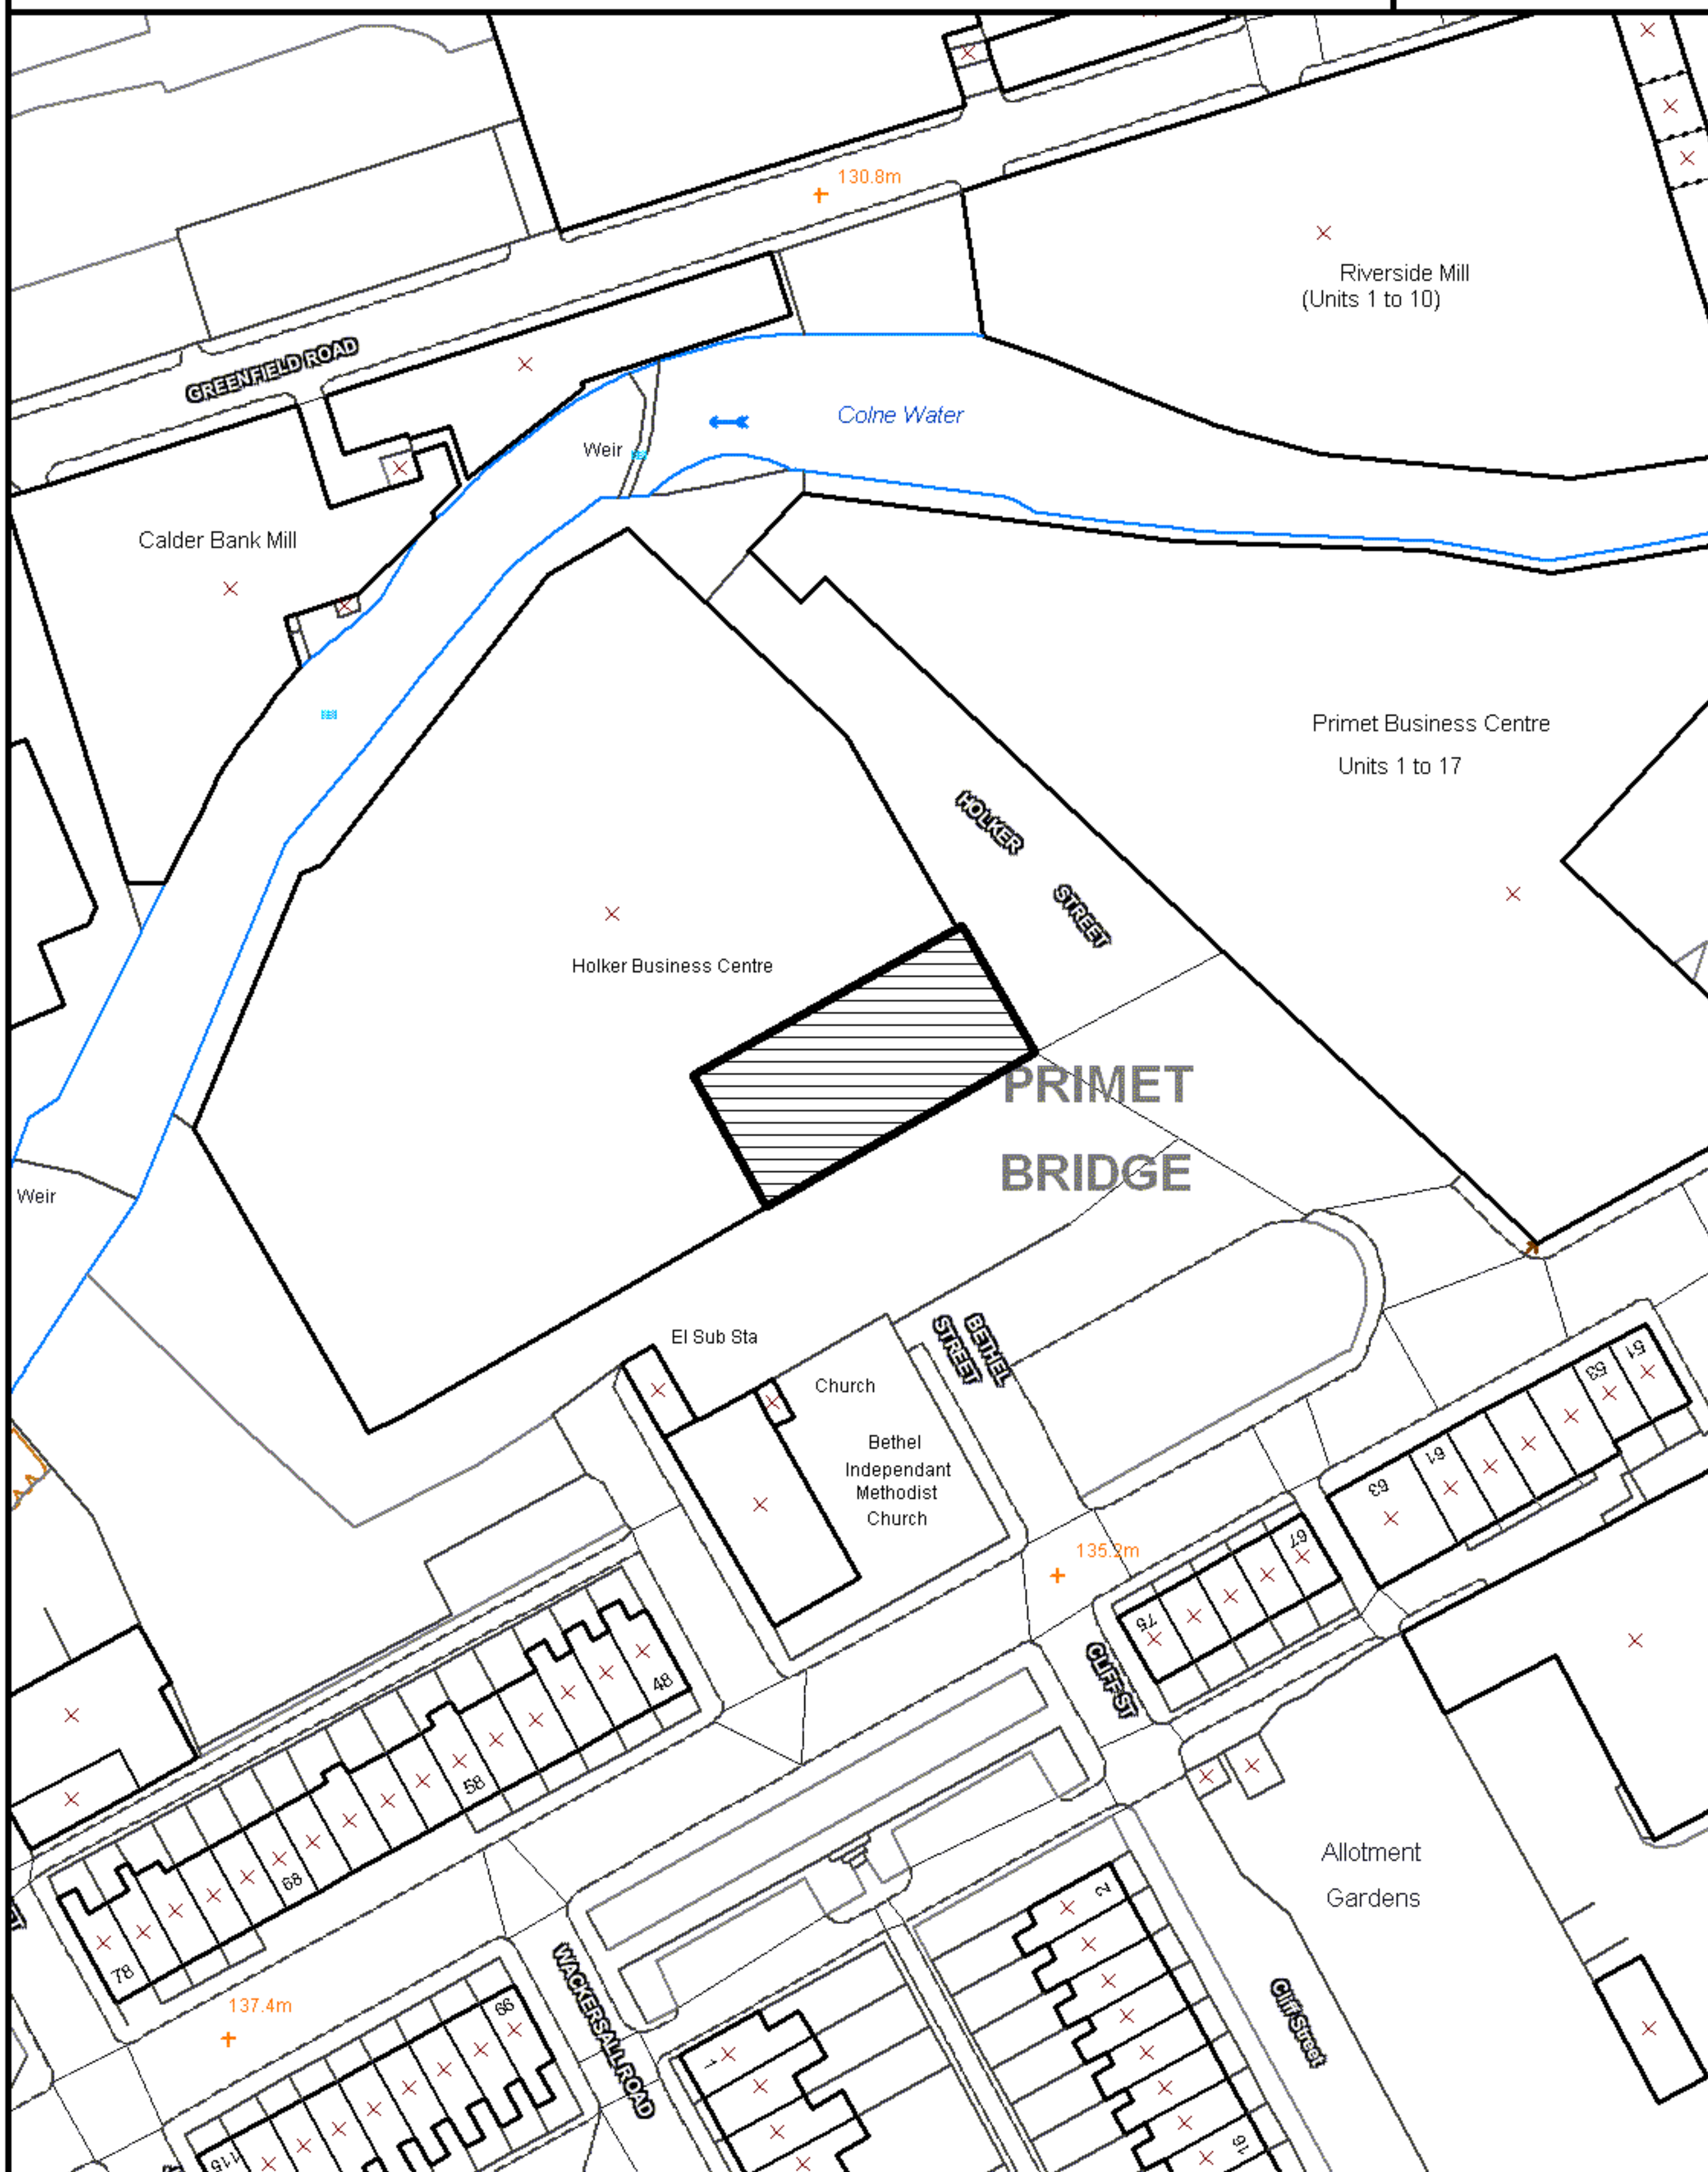 130.8m
Riverside Mill
(Units 1 to 10)
GREENFIELD ROAD
Colne Water
Weir
Calder Bank Mill
Primet Business Centre
Units 1 to 17
HOLKER
STREET
Holker Business Centre
PRIMET
BRIDGE
Weir
El Sub Sta
BETHEL
STREET
Church
51
53
Bethel
Independant
Methodist
Church
61
63
67
135.2m
75
CLIFF ST
48
58
68
78
Allotment
Gardens
2
WACKERSALL ROAD
137.4m
66
Cliff Street
1
16
115